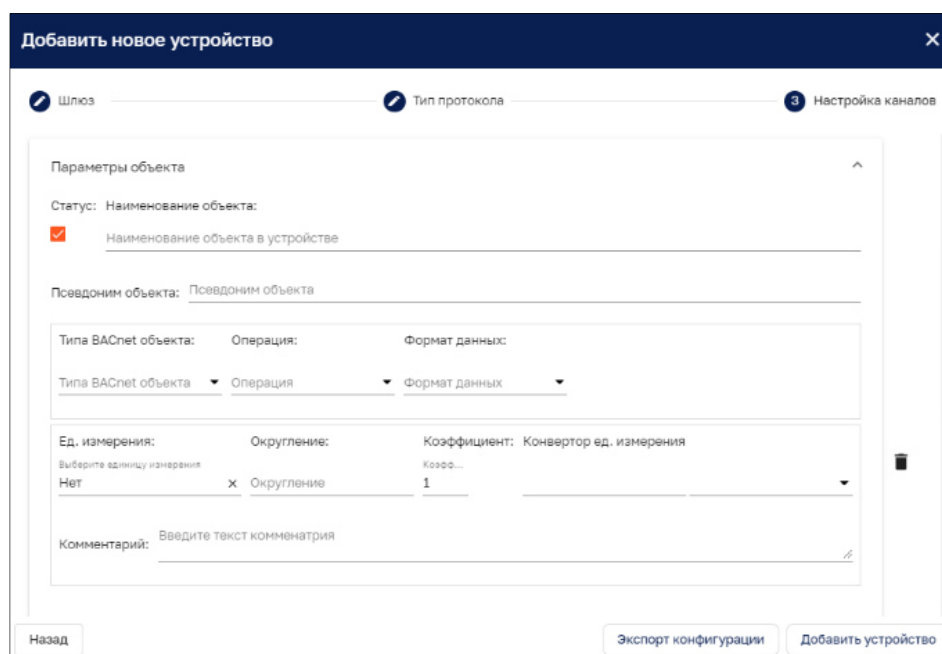 Добавить новое устройство
Шлюз Тип протокола 3 Настройка каналов
Параметры объекта
Статус: Наименование объекта:
Наименование объекта в устройстве
Псевдоним объекта: Псевдоним объекта
Типа BACnet объекта: Операция: Формат данных:
Типа BACnet объекта Операция Формат данных
Ед. измерения: Округление: Коэффициент: Конвертор ед. измерения
Выберите единицу измерения Коэфф...
Нет Округление 1
Комментарий: Введите текст комменатрия
Назад Экспорт конфигурации Добавить устройство